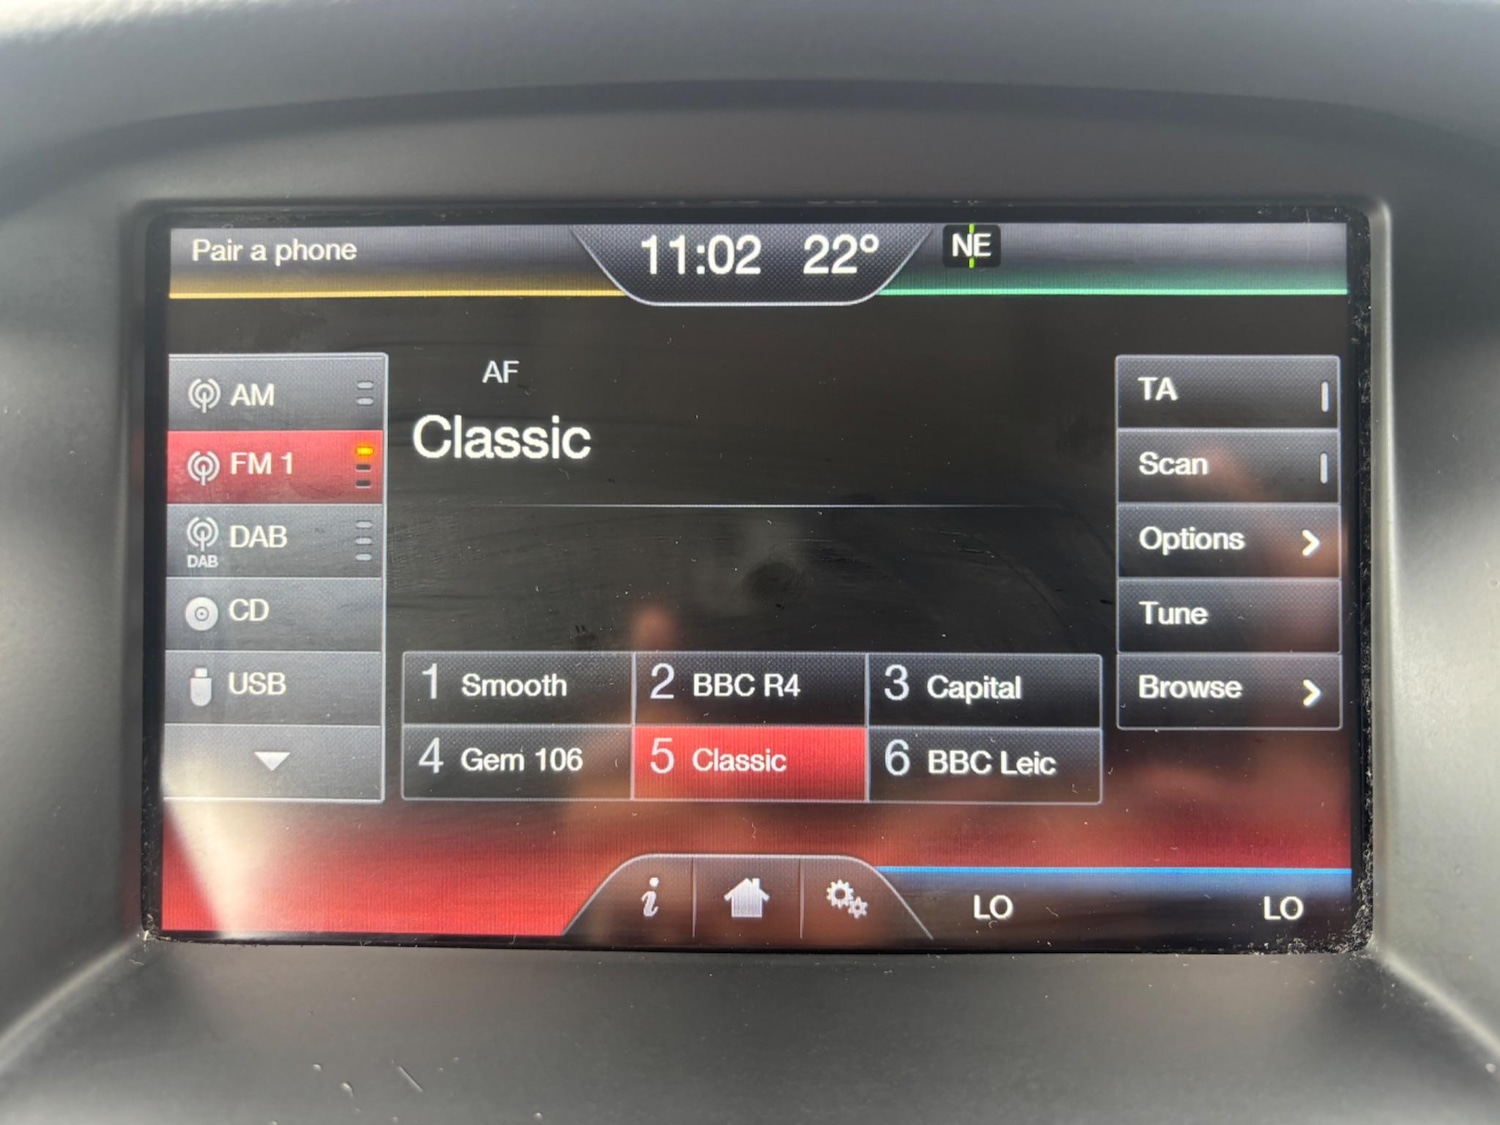 Pair a phone
11:02 22° NE
AF
Classic
AM
FM 1
DAB
DAB
CD
USB
TA
Scan
Options
Tune
Browse
1 Smooth 2 BBC R4 3 Capital
4 Gem 106 5 Classic 6 BBC Leic
i
LO LO